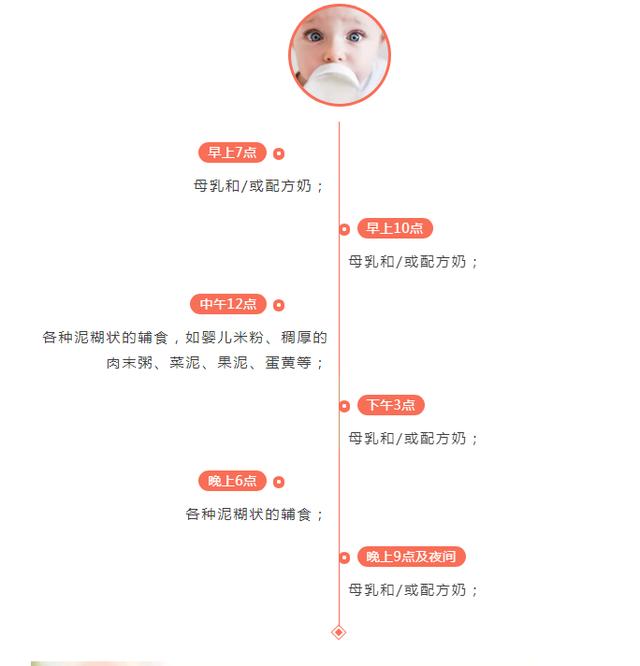 早上7点
母乳和/或配方奶；
早上10点
母乳和/或配方奶；
中午12点
各种泥糊状的辅食，如婴儿米粉、稠厚的
肉末粥、菜泥、果泥、蛋黄等；
下午3点
母乳和/或配方奶；
晚上6点
各种泥糊状的辅食；
晚上9点及夜间
母乳和/或配方奶；